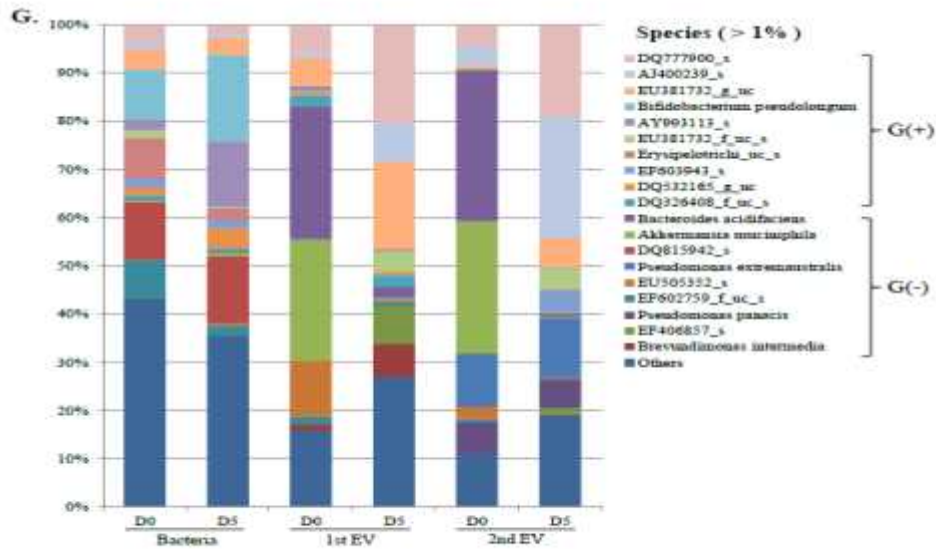 G.
100%
90%
80%
70%
60%
50%
40%
30%
20%
10%
0%
D0 D5 D0 D5 D0 D5
Bacteria 1st EV 2nd EV
Species ( > 1% )
DQ777900_s
AJ400239_s
EU381732_g_uc
Bifidobacterium pseudolongum
AY993113_s
EU381732_f_uc_s
Erysipelotrichi_uc_s
EF603943_s
DQ532165_g_uc
DQ326408_f_uc_s
Bacteroides acidifaciens
Akkermansia muciniphila
DQ815942_s
Pseudomonas extremaustralis
EU505352_s
EF602759_f_uc_s
Pseudomonas panacis
EF406857_s
Brevundimonas intermedia
Others
G(+)
G(-)